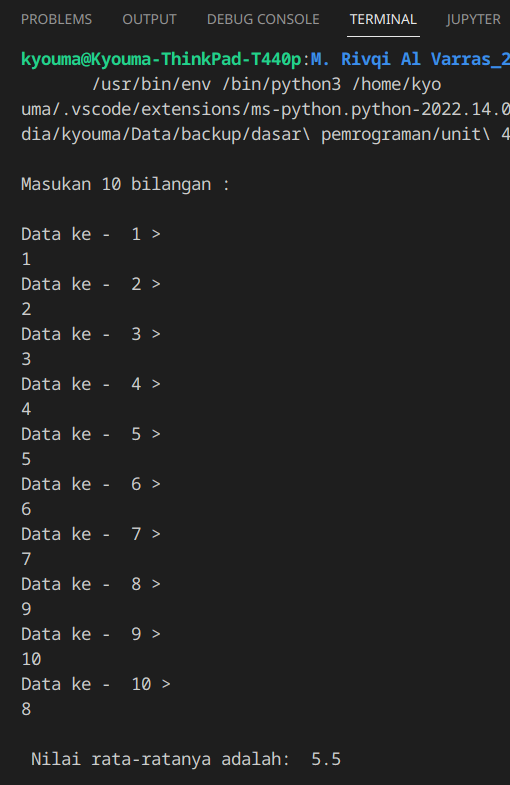 PROBLEMS OUTPUT DEBUG CONSOLE TERMINAL JUPYTER
kyouma@Kyouma-ThinkPad-T440p:M. Rivqi Al Varras_2
/usr/bin/env /bin/python3 /home/kyo
uma/.vscode/extensions/ms-python.python-2022.14.0
dia/kyouma/Data/backup/dasar\ pemrograman/unit\ 4
Masukan 10 bilangan :
Data ke -  1 >
1
Data ke -  2 >
2
Data ke -  3 >
3
Data ke -  4 >
4
Data ke -  5 >
5
Data ke -  6 >
6
Data ke -  7 >
7
Data ke -  8 >
9
Data ke -  9 >
10
Data ke -  10 >
8
Nilai rata-ratanya adalah:  5.5